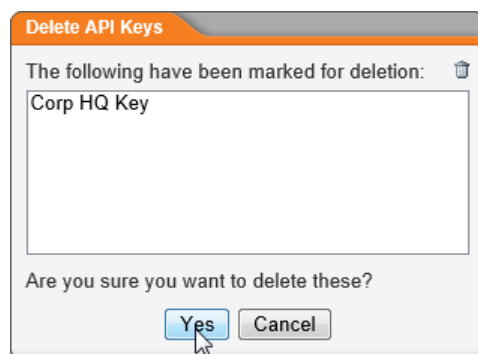 Delete API Keys
The following have been marked for deletion:
Corp HQ Key
Are you sure you want to delete these?
Yes Cancel